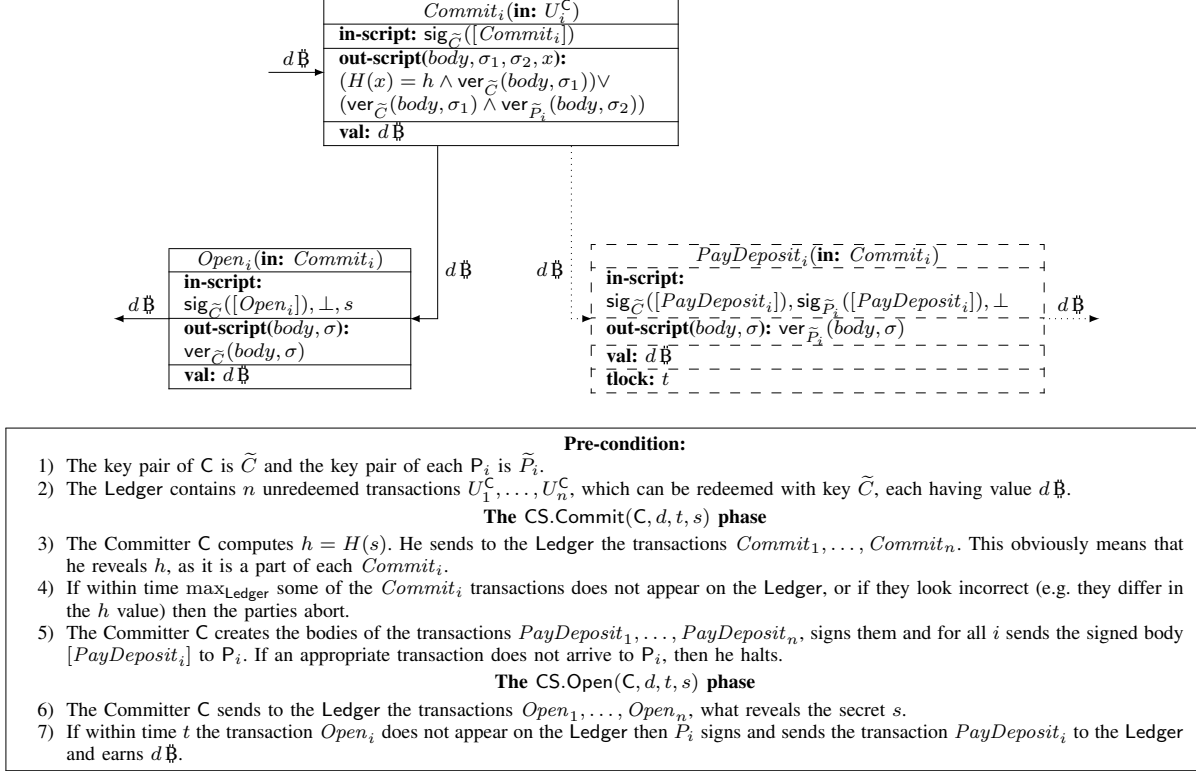 Commit_i(in: U_i^C)
in-script: sig_C̃([Commit_i])
d ₿
out-script(body, σ₁, σ₂, x):
(H(x) = h ∧ ver_C̃(body, σ₁))∨
(ver_C̃(body, σ₁) ∧ ver_P̃_i(body, σ₂))
val: d ₿
Open_i(in: Commit_i)
in-script:
sig_C̃([Open_i]), ⊥, s
out-script(body, σ):
ver_C̃(body, σ)
val: d ₿
d ₿
d ₿
d ₿
PayDeposit_i(in: Commit_i)
in-script:
sig_C̃([PayDeposit_i]), sig_P̃_i([PayDeposit_i]), ⊥
out-script(body, σ): ver_P̃_i(body, σ)
val: d ₿
tlock: t
d ₿
Pre-condition:
1) The key pair of C is C̃ and the key pair of each P_i is P̃_i.
2) The Ledger contains n unredeemed transactions U_1^C, . . . , U_n^C, which can be redeemed with key C̃, each having value d ₿.
The CS.Commit(C, d, t, s) phase
3) The Committer C computes h = H(s). He sends to the Ledger the transactions Commit_1, . . . , Commit_n. This obviously means that
he reveals h, as it is a part of each Commit_i.
4) If within time max_Ledger some of the Commit_i transactions does not appear on the Ledger, or if they look incorrect (e.g. they differ in
the h value) then the parties abort.
5) The Committer C creates the bodies of the transactions PayDeposit_1, . . . , PayDeposit_n, signs them and for all i sends the signed body
[PayDeposit_i] to P_i. If an appropriate transaction does not arrive to P_i, then he halts.
The CS.Open(C, d, t, s) phase
6) The Committer C sends to the Ledger the transactions Open_1, . . . , Open_n, what reveals the secret s.
7) If within time t the transaction Open_i does not appear on the Ledger then P_i signs and sends the transaction PayDeposit_i to the Ledger
and earns d ₿.